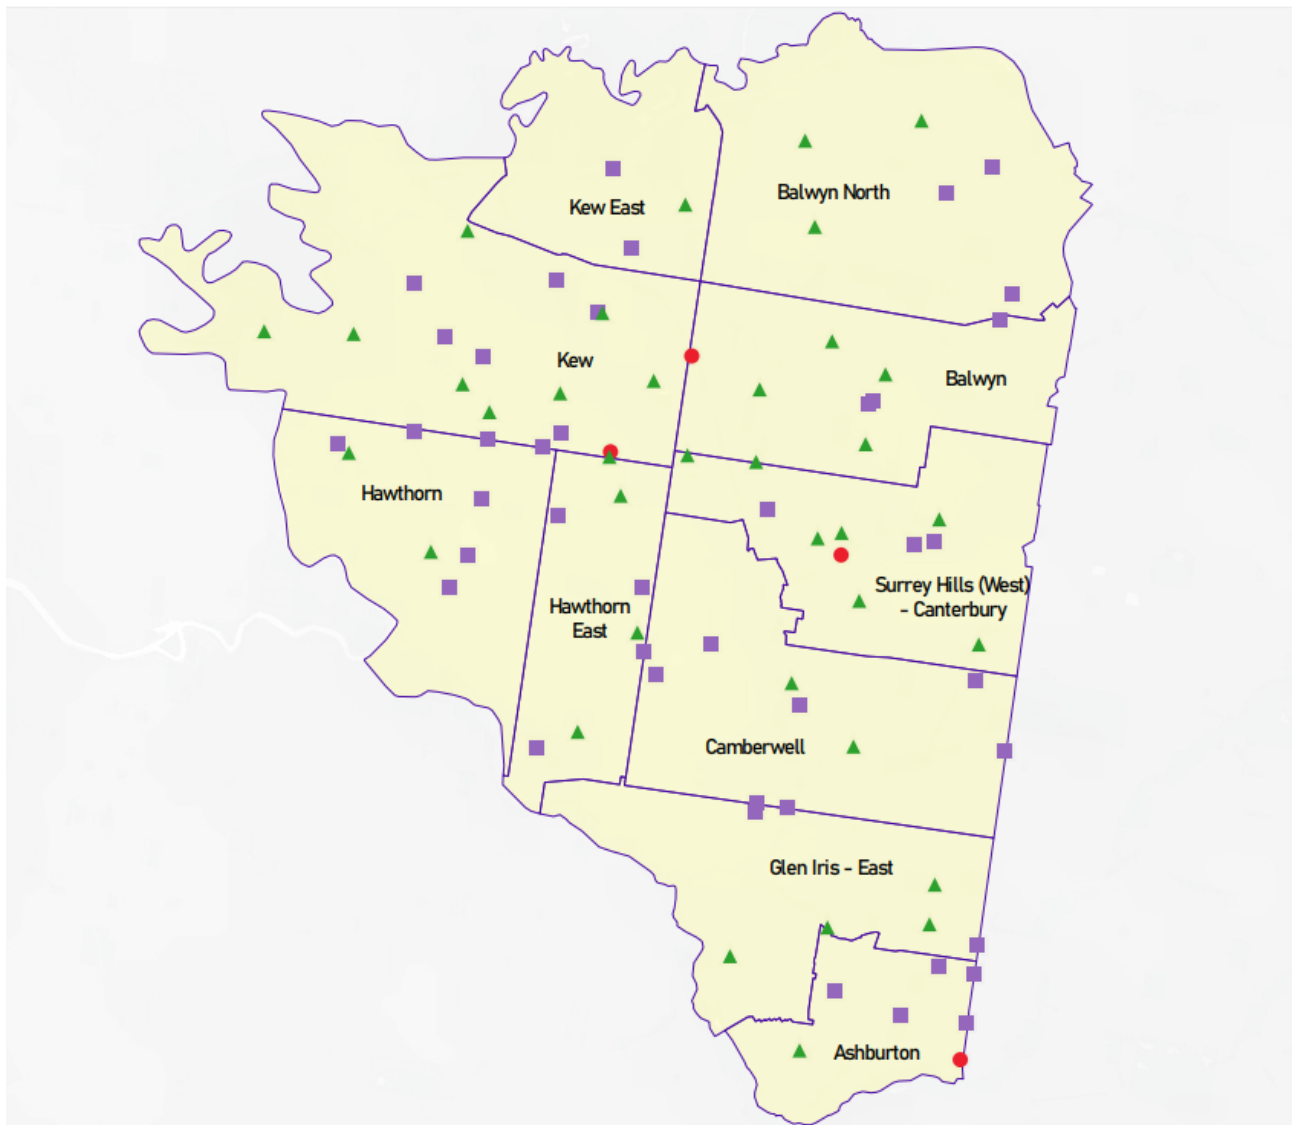 Balwyn North
Kew East
Kew
Balwyn
Hawthorn
Surrey Hills (West)
- Canterbury
Hawthorn
East
Camberwell
Glen Iris - East
Ashburton